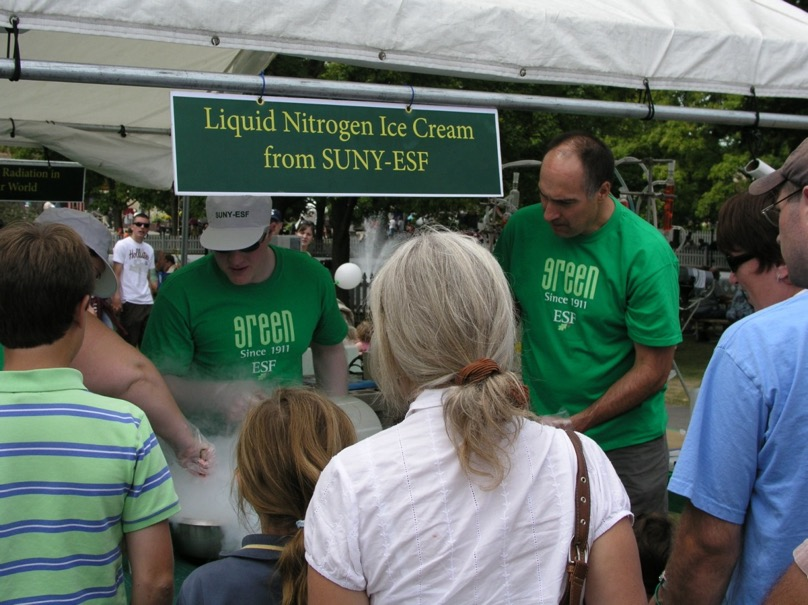 Liquid Nitrogen Ice Cream
from SUNY-ESF
Radiation in
World
SUNY-ESF
green
Since 1911
ESF
green
Since 1911
ESF